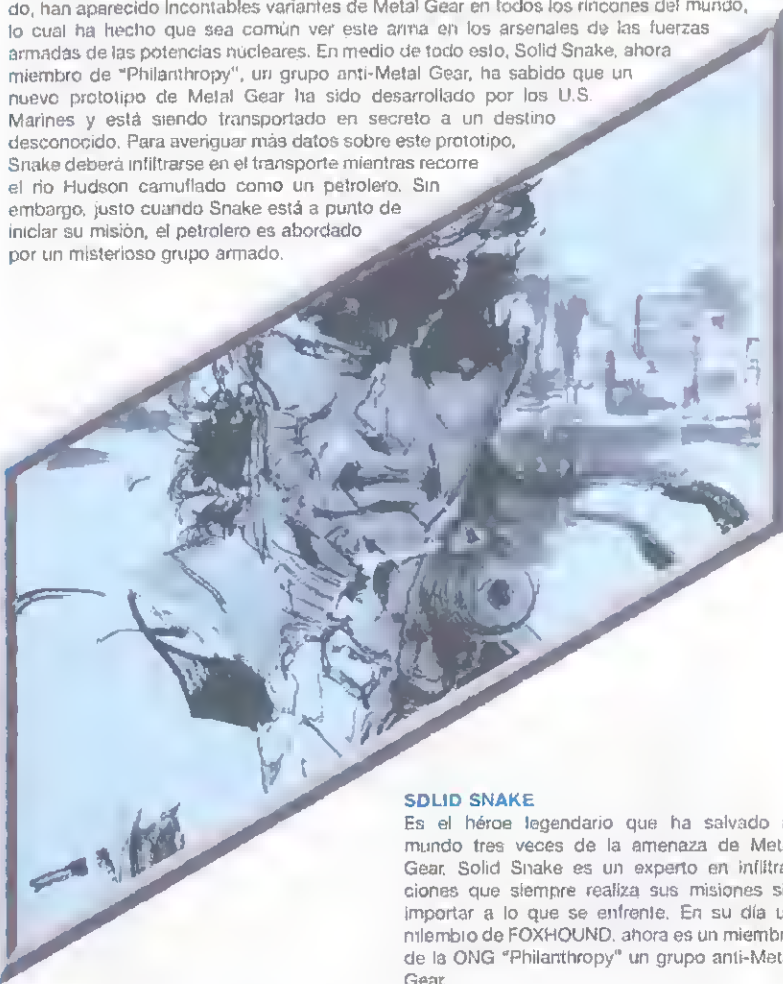 do, han aparecido incontables variantes de Metal Gear en todos los rincones del mundo,
lo cual ha hecho que sea común ver este arma en los arsenales de las fuerzas
armadas de las potencias nucleares. En medio de todo esto, Solid Snake, ahora
miembro de "Philanthropy", un grupo anti-Metal Gear, ha sabido que un
nuevo prototipo de Metal Gear ha sido desarrollado por los U.S.
Marines y está siendo transportado en secreto a un destino
desconocido. Para averiguar más datos sobre este prototipo,
Snake deberá infiltrarse en el transporte mientras recorre
el rio Hudson camuflado como un petrolero. Sin
embargo, justo cuando Snake está a punto de
iniciar su misión, el petrolero es abordado
por un misterioso grupo armado.
SOLID SNAKE
Es el héroe legendario que ha salvado
mundo tres veces de la amenaza de Met
Gear. Solid Snake es un experto en infiltra
ciones que siempre realiza sus misiones s
importar a lo que se enfrente. En su día u
miembro de FOXHOUND, ahora es un miembr
de la ONG "Philanthropy" un grupo anti-Met
Gear